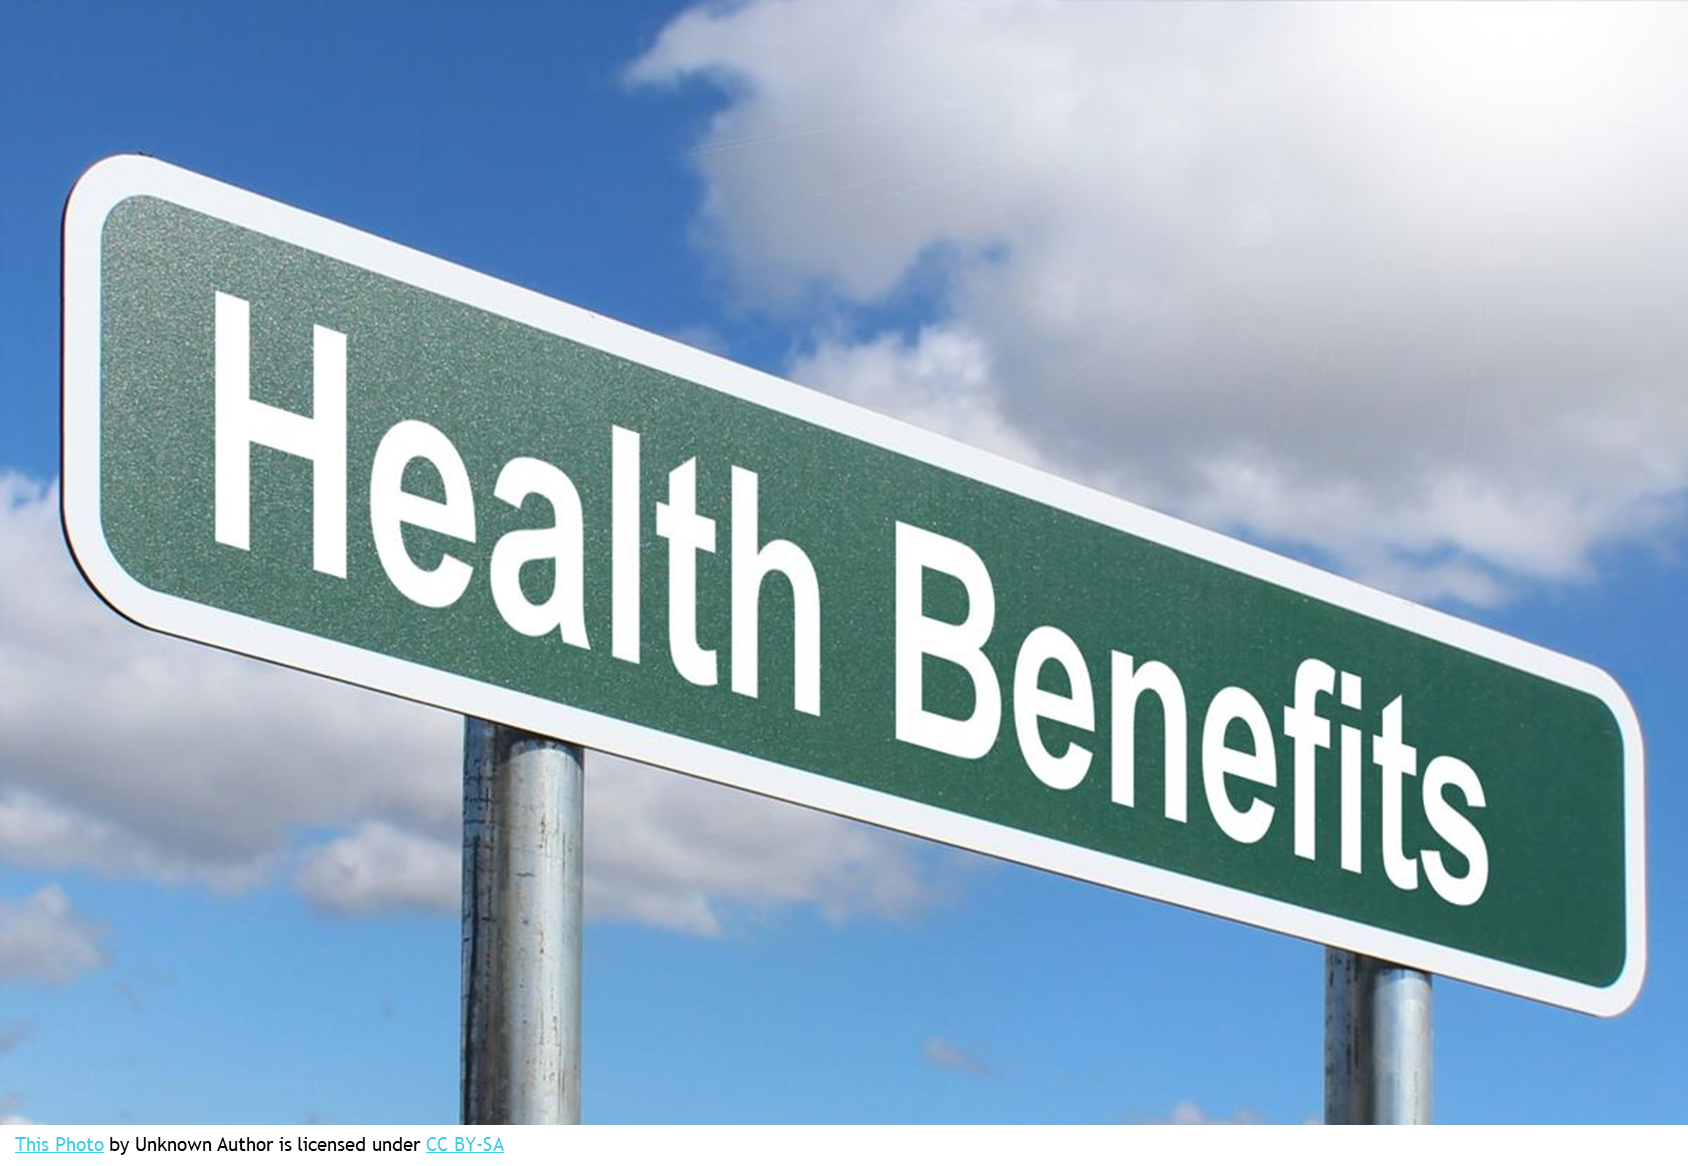 Health Benefits
This Photo by Unknown Author is licensed under CC BY-SA